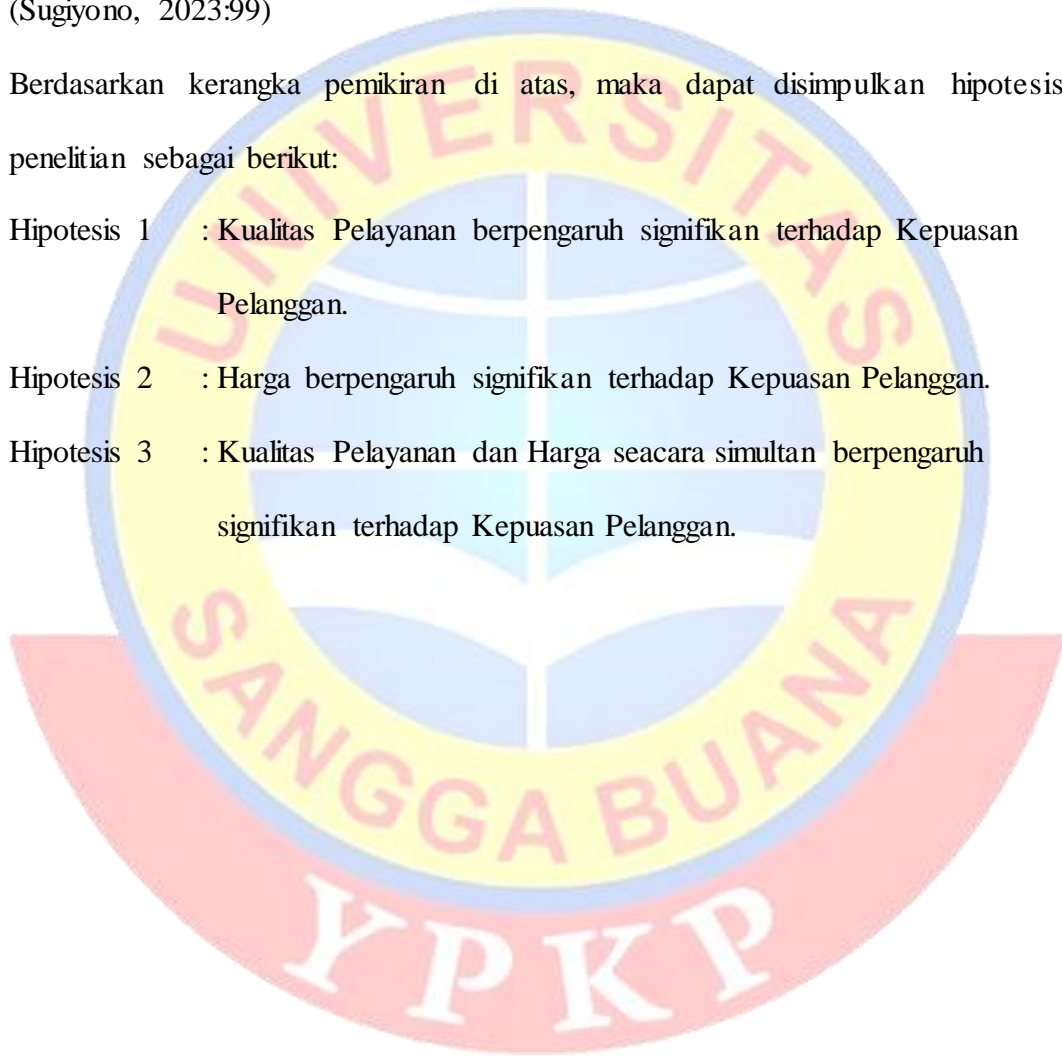 (Sugiyono, 2023:99)
Berdasarkan kerangka pemikiran di atas, maka dapat disimpulkan hipotesis
penelitian sebagai berikut:
Hipotesis 1 : Kualitas Pelayanan berpengaruh signifikan terhadap Kepuasan
Pelanggan.
Hipotesis 2 : Harga berpengaruh signifikan terhadap Kepuasan Pelanggan.
Hipotesis 3 : Kualitas Pelayanan dan Harga seacara simultan berpengaruh
signifikan terhadap Kepuasan Pelanggan.
UNIVERSITAS
SANGGA BUANA
YPKP